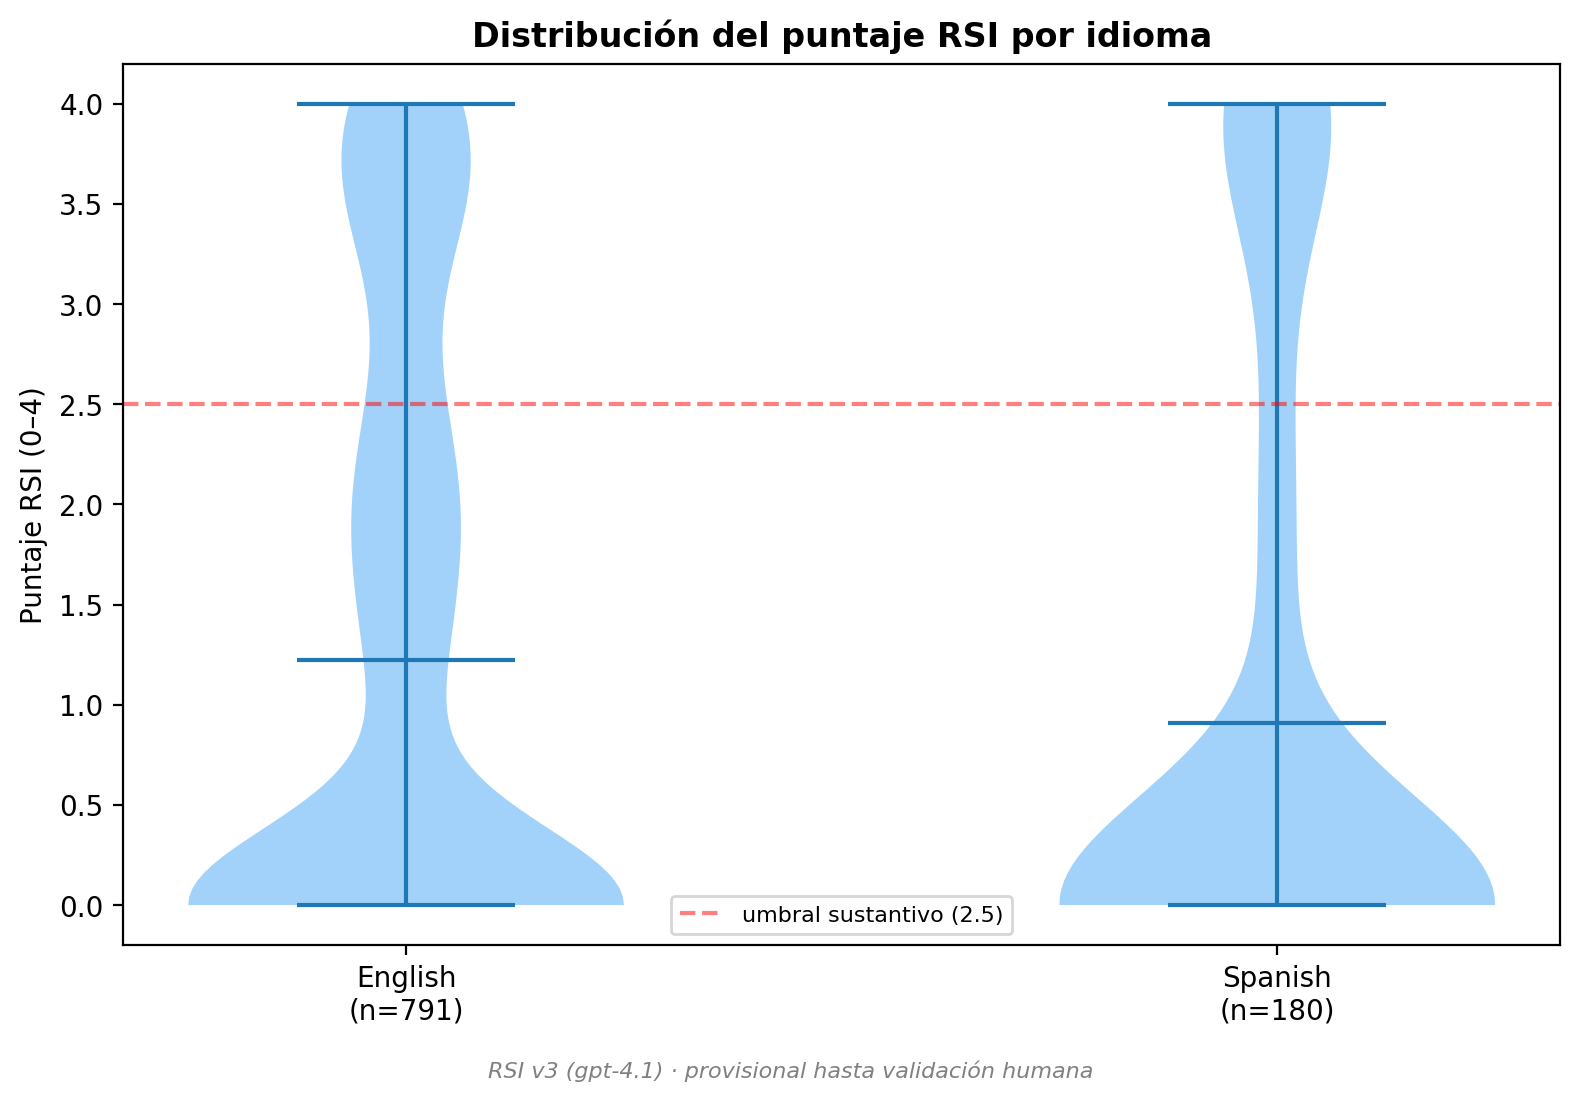 Distribución del puntaje RSI por idioma
Puntaje RSI (0–4)
4.0
3.5
3.0
2.5
2.0
1.5
1.0
0.5
0.0
umbral sustantivo (2.5)
English
(n=791)
Spanish
(n=180)
RSI v3 (gpt-4.1) · provisional hasta validación humana